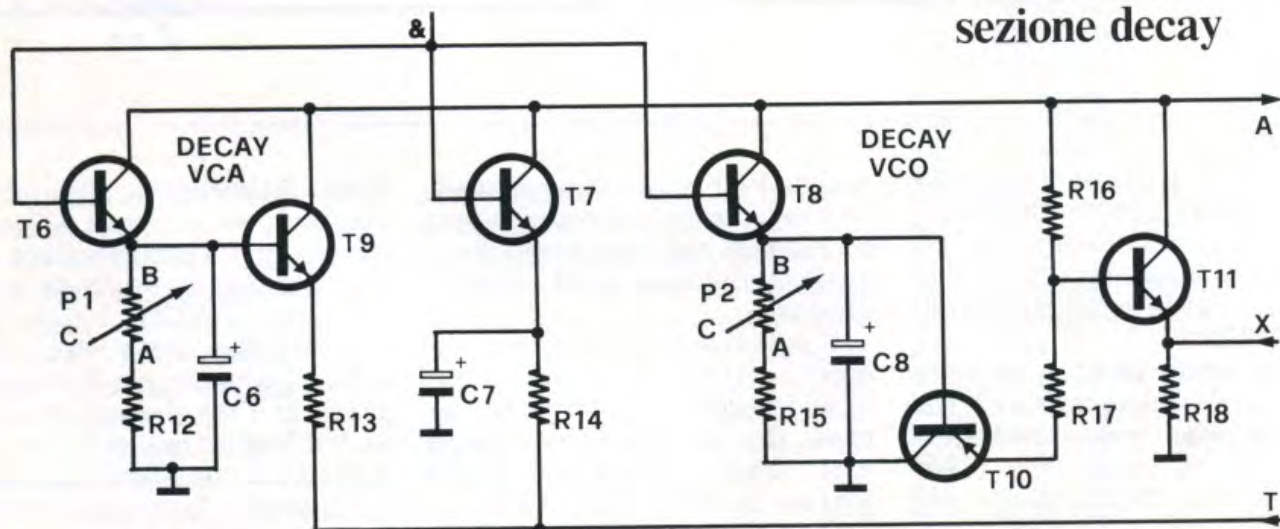 sezione decay
&
A
DECAY
VCA
DECAY
VCO
T6
T9
T7
T8
R16
T11
B
P1
C
A
B
P2
C
A
X
+
C6
+
C7
+
C8
R12
R13
R14
R15
R17
R18
T10
T